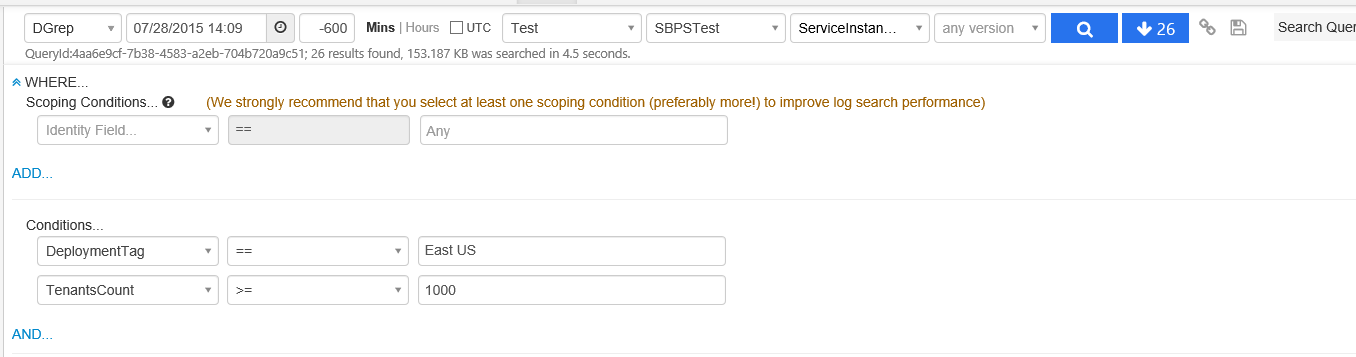 DGrep 07/28/2015 14:09 -600 Mins | Hours UTC Test SBPSTest ServiceInstan... any version 26 Search Quer
QueryId:4aa6e9cf-7b38-4583-a2eb-704b720a9c51; 26 results found, 153.187 KB was searched in 4.5 seconds.
WHERE...
Scoping Conditions... (We strongly recommend that you select at least one scoping condition (preferably more!) to improve log search performance)
Identity Field... == Any
ADD...
Conditions...
DeploymentTag == East US
TenantsCount >= 1000
AND...